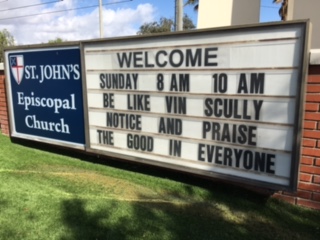 ST. JOHN'S
Episcopal
Church
WELCOME
SUNDAY 8 AM 10 AM
BE LIKE VIN SCULLY
NOTICE AND PRAISE
THE GOOD IN EVERYONE